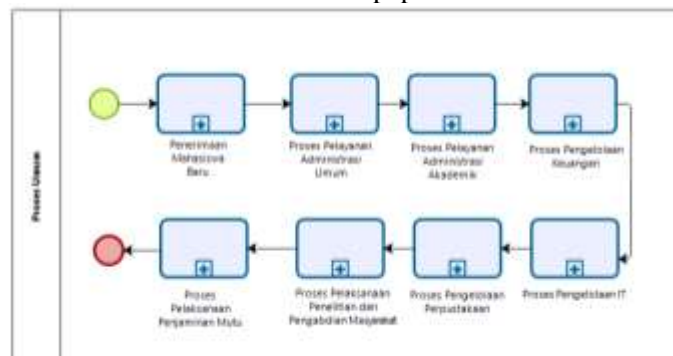 Proses Umum
Penerimaan
Mahasiswa
Baru
Proses Pelayanan
Administrasi
Umum
Proses Pelayanan
Administrasi
Akademik
Proses Pengelolaan
Keuangan
Proses
Pelaksanaan
Penjaminan Mutu
Proses Pelaksanaan
Penelitian dan
Pengabdian Masyarakat
Proses Pengelolaan
Perpustakaan
Proses Pengelolaan IT